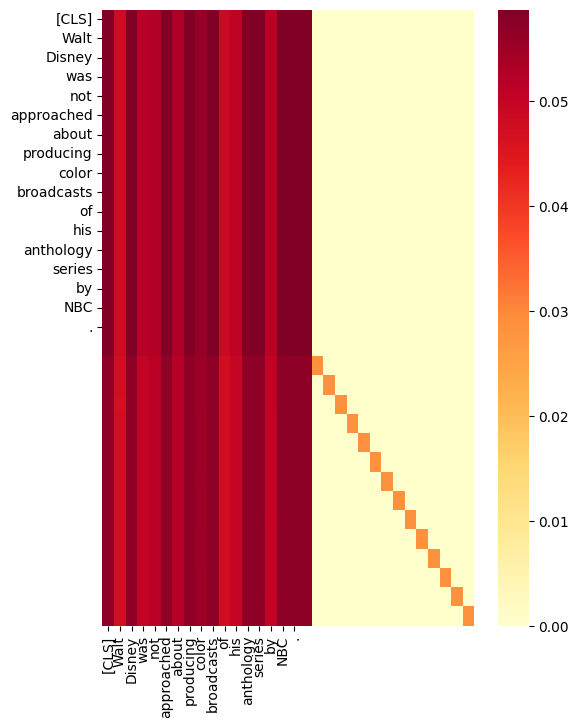 [CLS]
Walt
Disney
was
not
approached
about
producing
color
broadcasts
of
his
anthology
series
by
NBC
.
[CLS]
Walt
Disney
was
not
approached
about
producing
color
broadcasts
of
his
anthology
series
by
NBC
.
0.05
0.04
0.03
0.02
0.01
0.00